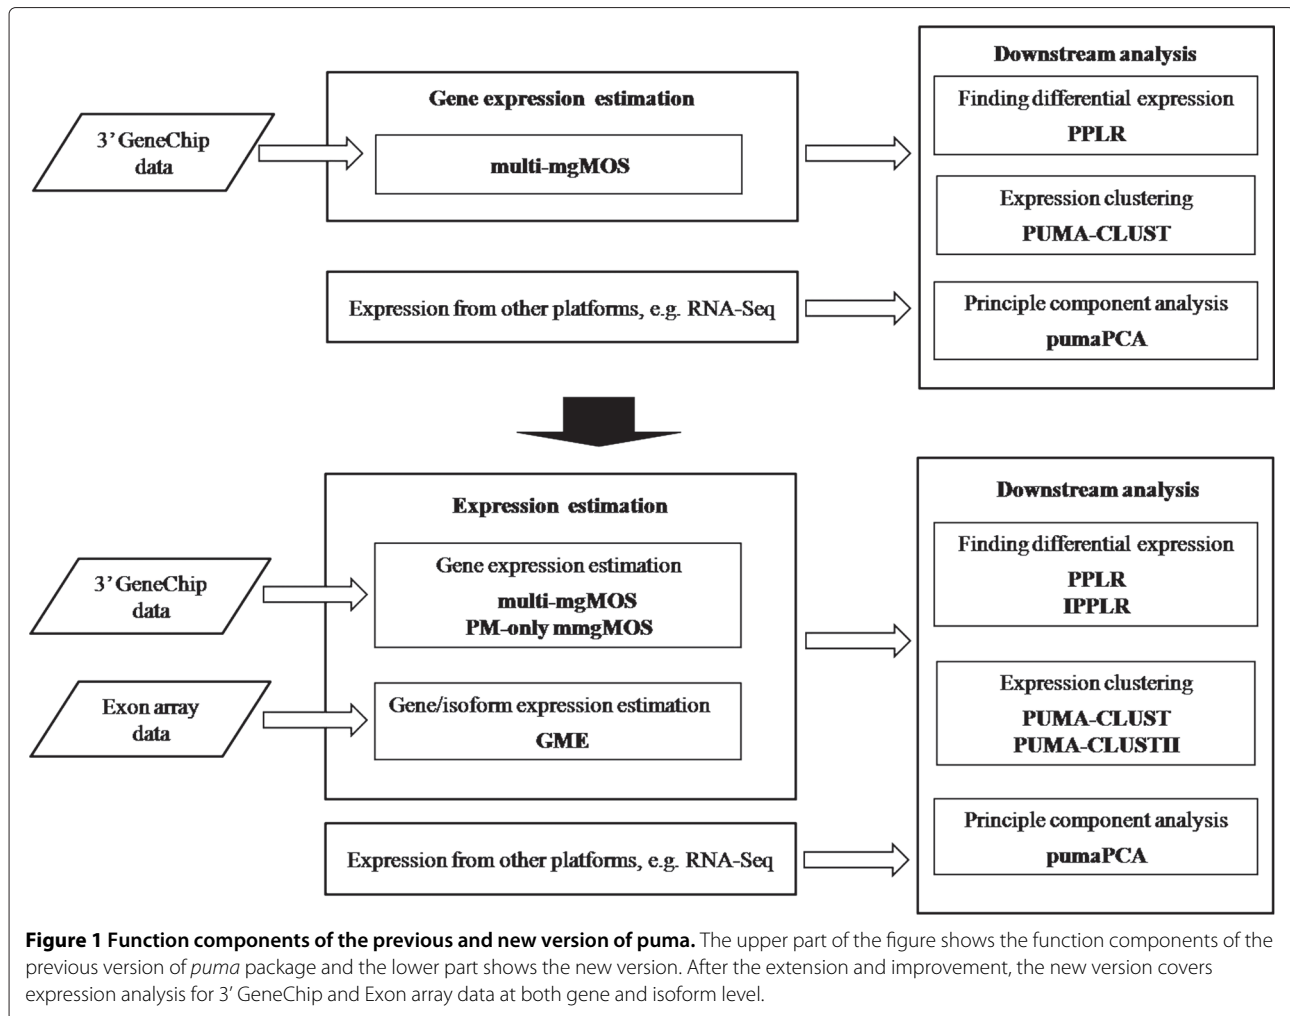 3' GeneChip
data
Gene expression estimation
multi-mgMOS
Expression from other platforms, e.g. RNA-Seq
Downstream analysis
Finding differential expression
PPLR
Expression clustering
PUMA-CLUST
Principle component analysis
pumaPCA
3' GeneChip
data
Exon array
data
Expression estimation
Gene expression estimation
multi-mgMOS
PM-only mmgMOS
Gene/isoform expression estimation
GME
Expression from other platforms, e.g. RNA-Seq
Downstream analysis
Finding differential expression
PPLR
IPPLR
Expression clustering
PUMA-CLUST
PUMA-CLUSTII
Principle component analysis
pumaPCA
Figure 1 Function components of the previous and new version of puma. The upper part of the figure shows the function components of the
previous version of puma package and the lower part shows the new version. After the extension and improvement, the new version covers
expression analysis for 3' GeneChip and Exon array data at both gene and isoform level.